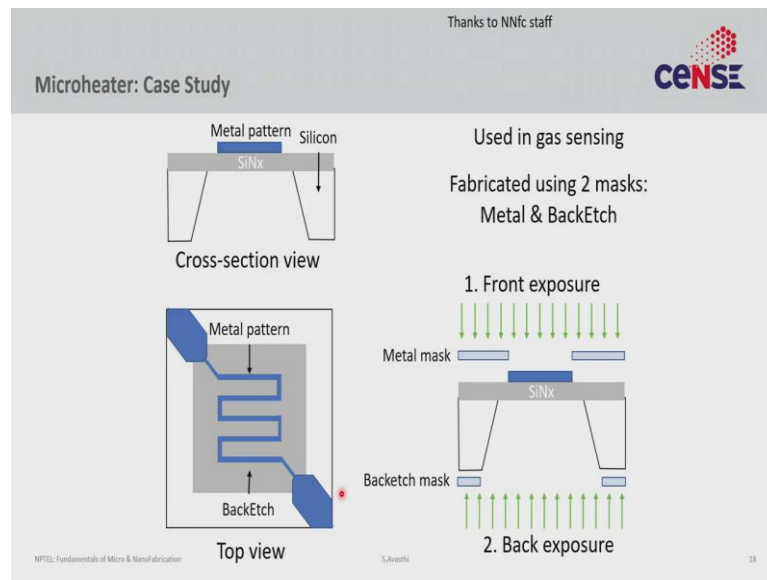 Thanks to NNfc staff
CeNSE
Microheater: Case Study
Metal pattern
Silicon
SiNx
Cross-section view
Used in gas sensing
Fabricated using 2 masks:
Metal & BackEtch
Metal pattern
BackEtch
Top view
1. Front exposure
Metal mask
SiNx
Backetch mask
2. Back exposure
NPTEL: Fundamentals of Micro & NanoFabrication
S.Avasthi
18